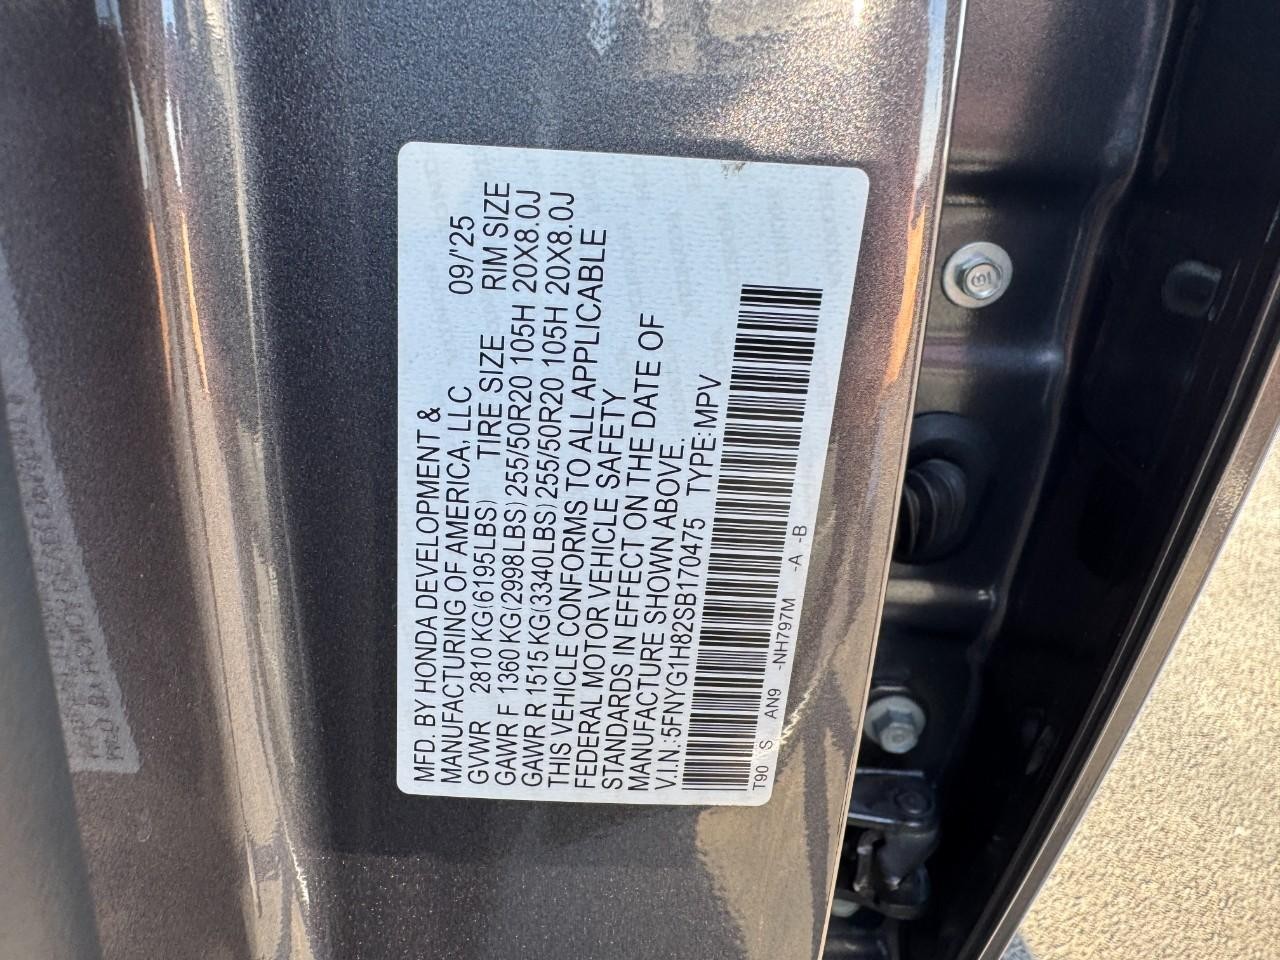 MFD. BY HONDA DEVELOPMENT &
MANUFACTURING OF AMERICA, LLC 09/'25
GVWR 2810 KG(6195LBS) TIRE SIZE RIM SIZE
GAWR F 1360 KG(2998LBS) 255/50R20 105H 20X8.0J
GAWR R 1515 KG(3340LBS) 255/50R20 105H 20X8.0J
THIS VEHICLE CONFORMS TO ALL APPLICABLE
FEDERAL MOTOR VEHICLE SAFETY
STANDARDS IN EFFECT ON THE DATE OF
MANUFACTURE SHOWN ABOVE.
V.I.N.:5FNYG1H82SB170475 TYPE:MPV
T90 S AN9 -NH797M -A -B